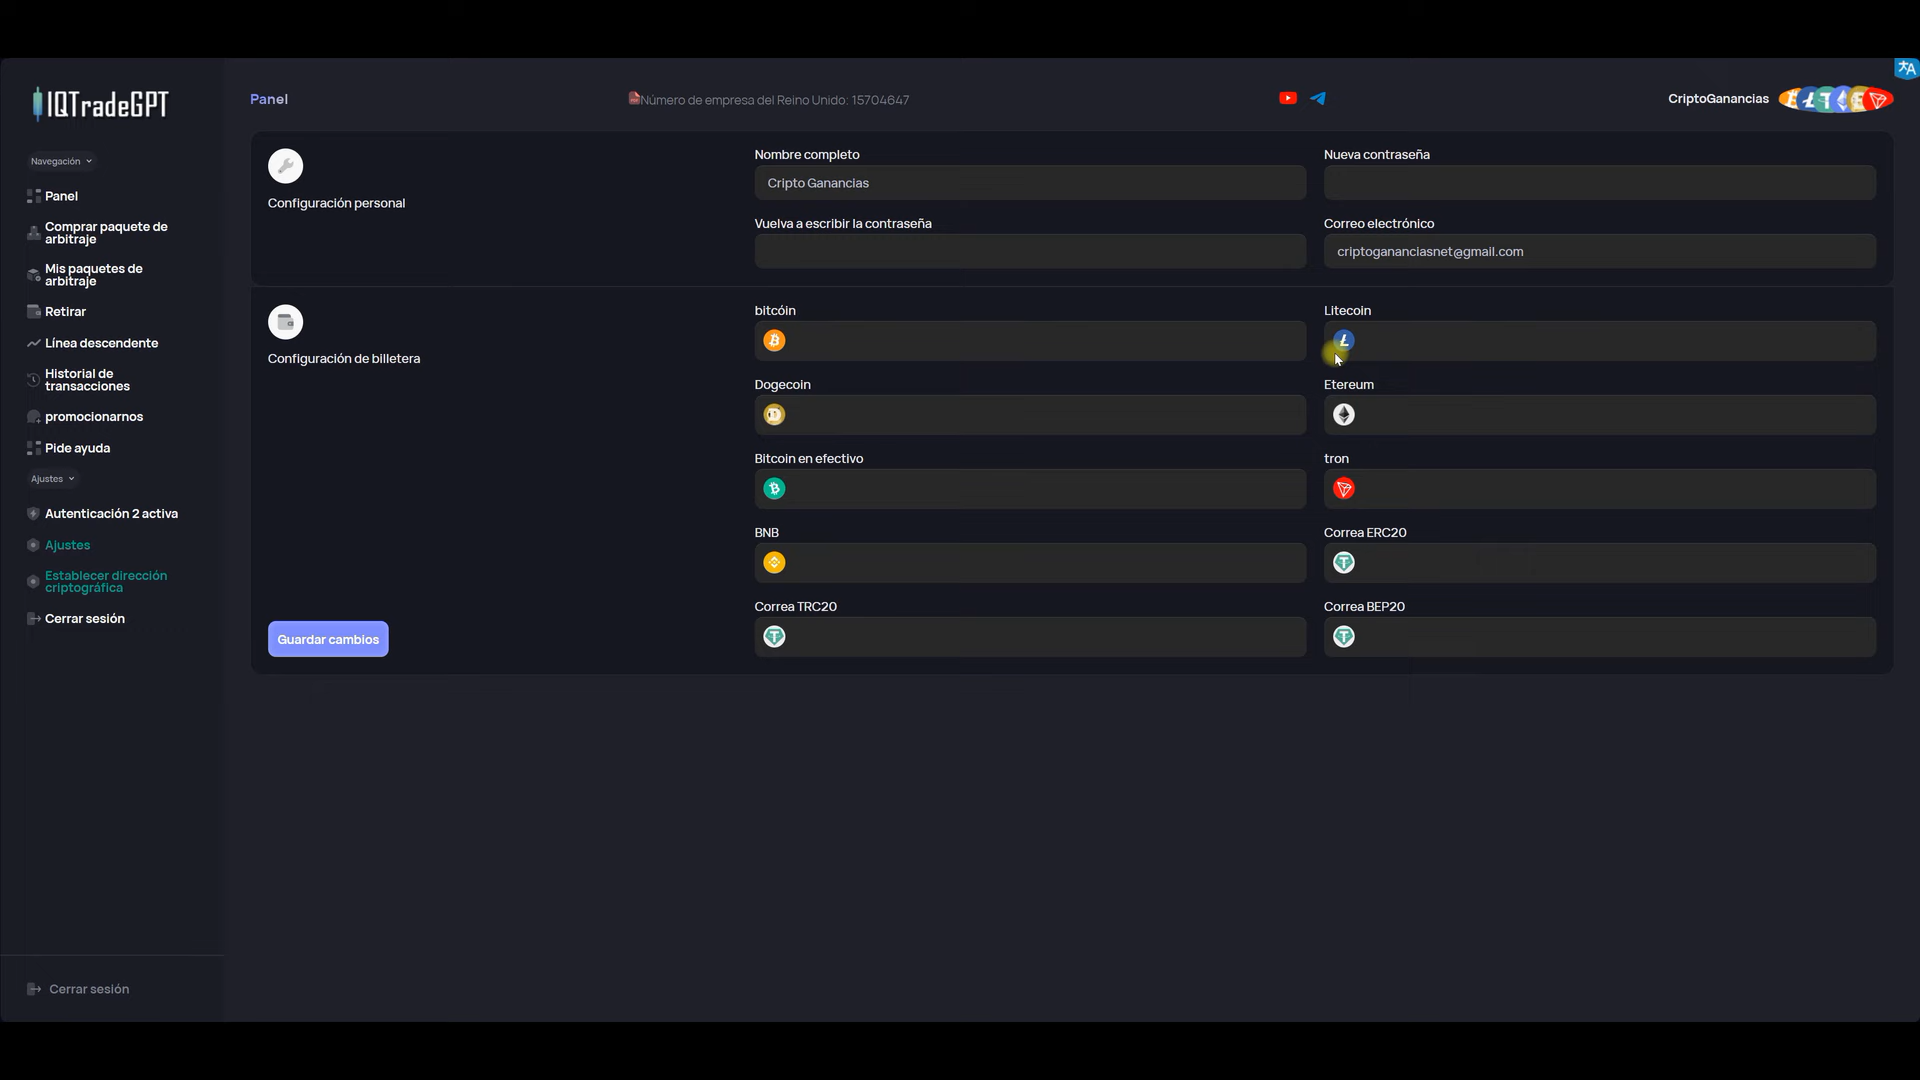 IQTradeGPT
Panel
Número de empresa del Reino Unido: 15704647
CriptoGanancias
Navegación
Panel
Comprar paquete de
arbitraje
Mis paquetes de
arbitraje
Retirar
Línea descendente
Historial de
transacciones
promocionarnos
Pide ayuda
Ajustes
Autenticación 2 activa
Ajustes
Establecer dirección
criptográfica
Cerrar sesión
Cerrar sesión
Configuración personal
Nombre completo
Cripto Ganancias
Nueva contraseña
Vuelva a escribir la contraseña
Correo electrónico
criptogananciasnet@gmail.com
Configuración de billetera
Guardar cambios
bitcóin
Litecoin
Dogecoin
Etereum
Bitcoin en efectivo
tron
BNB
Correa ERC20
Correa TRC20
Correa BEP20